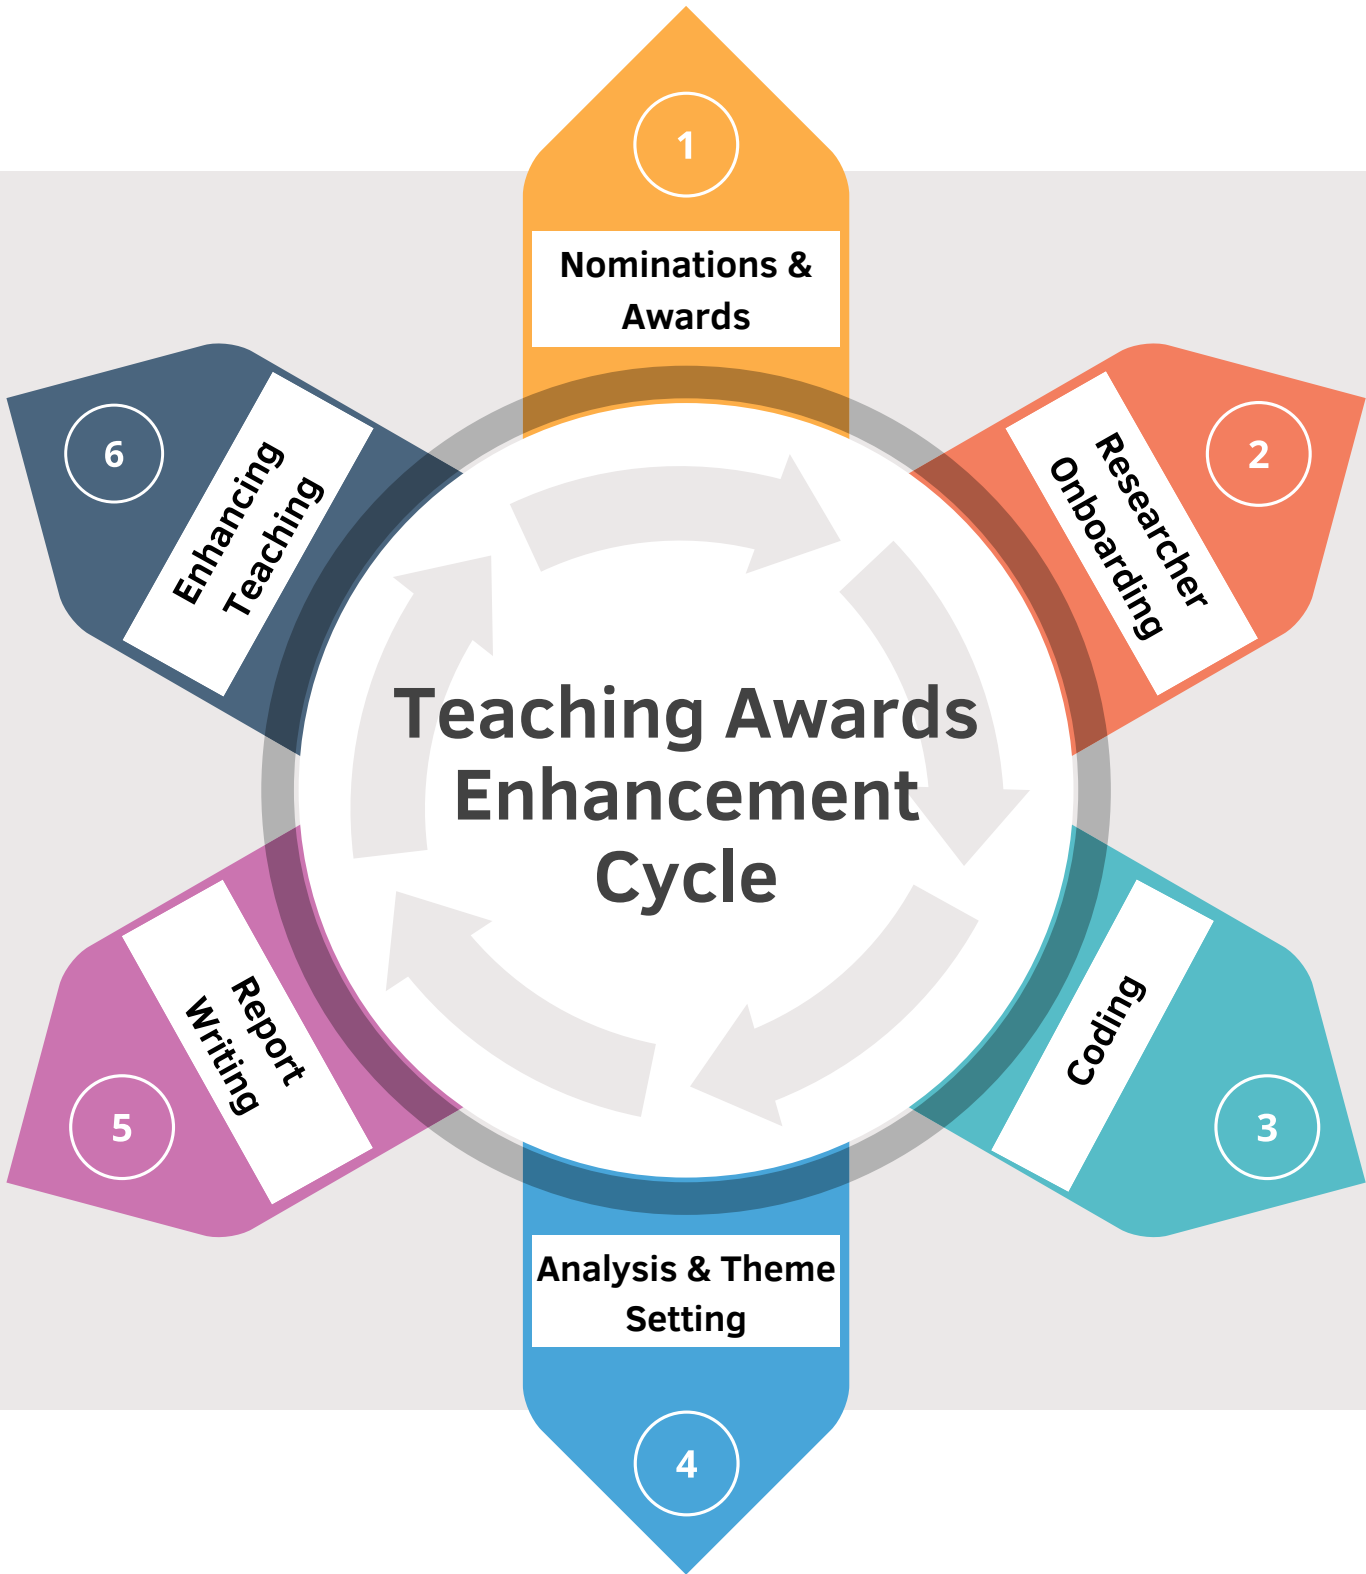 1
Nominations &
Awards
2
Researcher
Onboarding
3
Coding
4
Analysis & Theme
Setting
5
Report
Writing
6
Enhancing
Teaching
Teaching Awards
Enhancement
Cycle